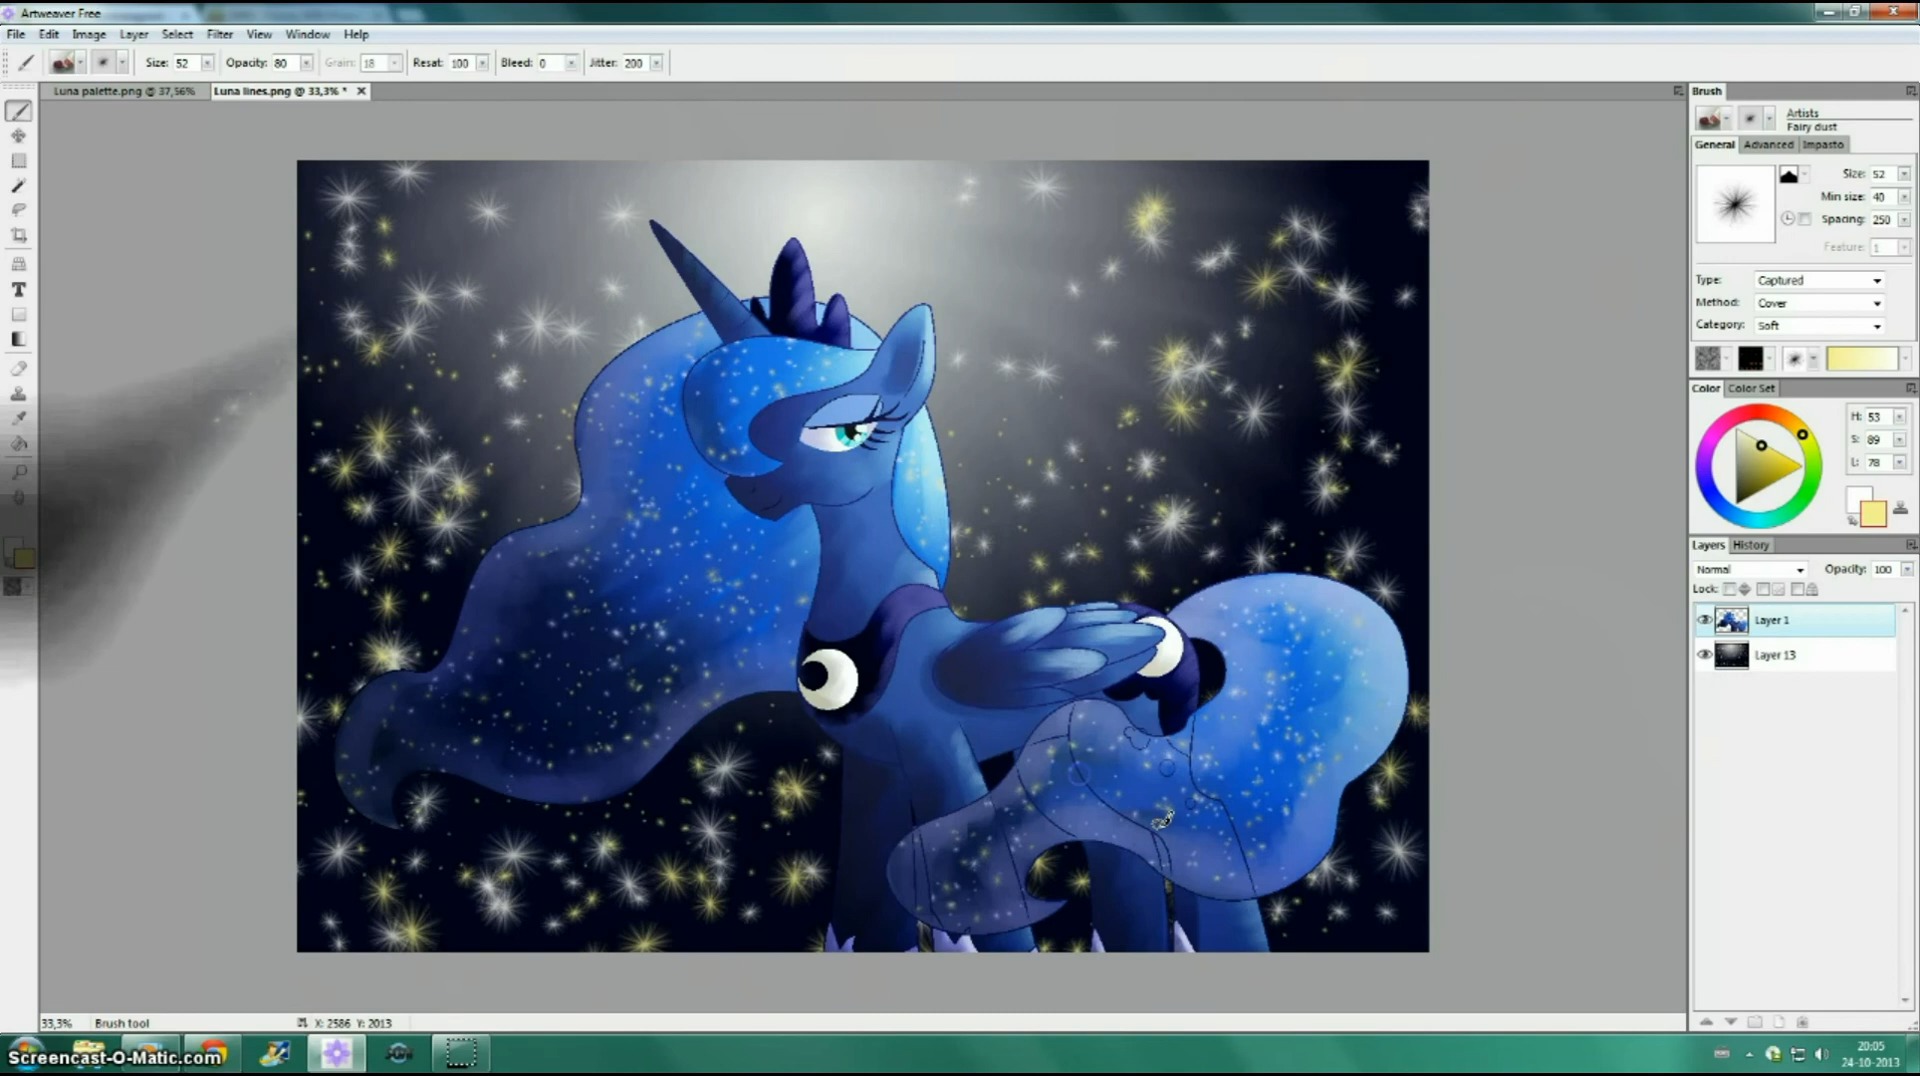 Artweaver Free
File Edit Image Layer Select Filter View Window Help
Size: 52 Opacity: 80 Grain: 18 Resat: 100 Bleed: 0 Jitter: 200
Luna palette.png @ 37,56% Luna lines.png @ 33,3% *
Brush
Artists
Fairy dust
General Advanced Impasto
Size: 52
Min size: 40
Spacing: 250
Feature: 1
Type: Captured
Method: Cover
Category: Soft
Color Color Set
H: 53
S: 89
L: 78
Layers History
Normal Opacity: 100
Lock:
Layer 1
Layer 13
33,3% Brush tool X: 2586 Y: 2013
Screencast-O-Matic.com
20:05
24-10-2013